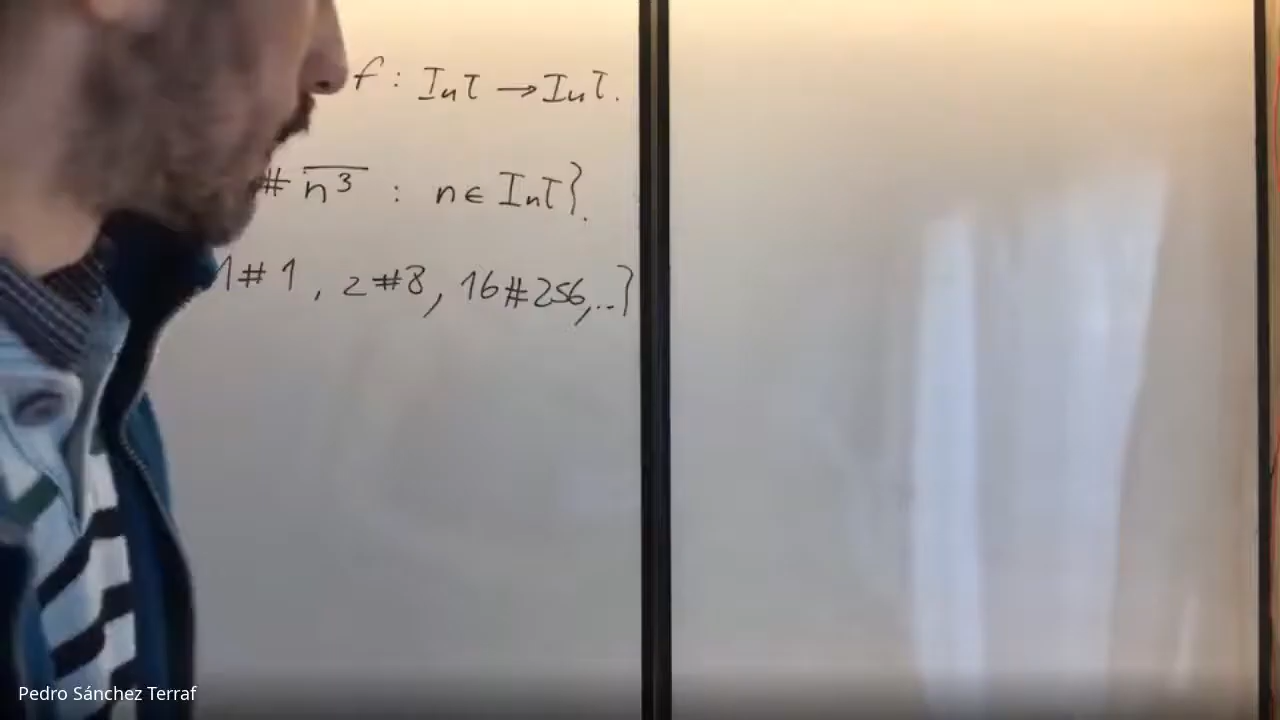 f : Int → Int.
# n³ : n ∈ Int}.
1#1, 2#8, 16#256,..}
Pedro Sánchez Terraf